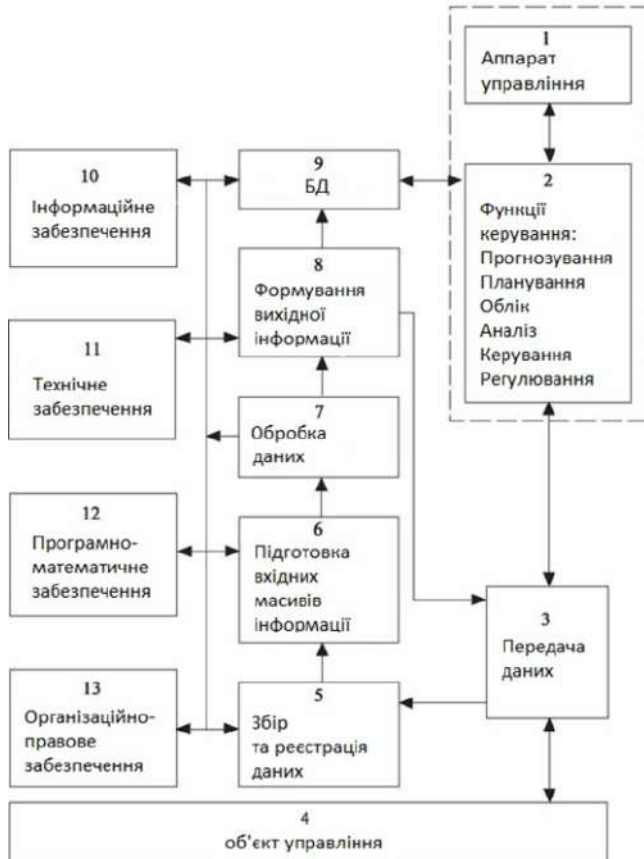 1
Аппарат
управління
2
Функції
керування:
Прогнозування
Планування
Облік
Аналіз
Керування
Регулювання
10
Інформаційне
забезпечення
9
БД
8
Формування
вихідної
інформації
11
Технічне
забезпечення
7
Обробка
даних
12
Програмно-
математичне
забезпечення
6
Підготовка
вхідних
масивів
інформації
3
Передача
даних
13
Організаційно-
правове
забезпечення
5
Збір
та реєстрація
даних
4
об’єкт управління